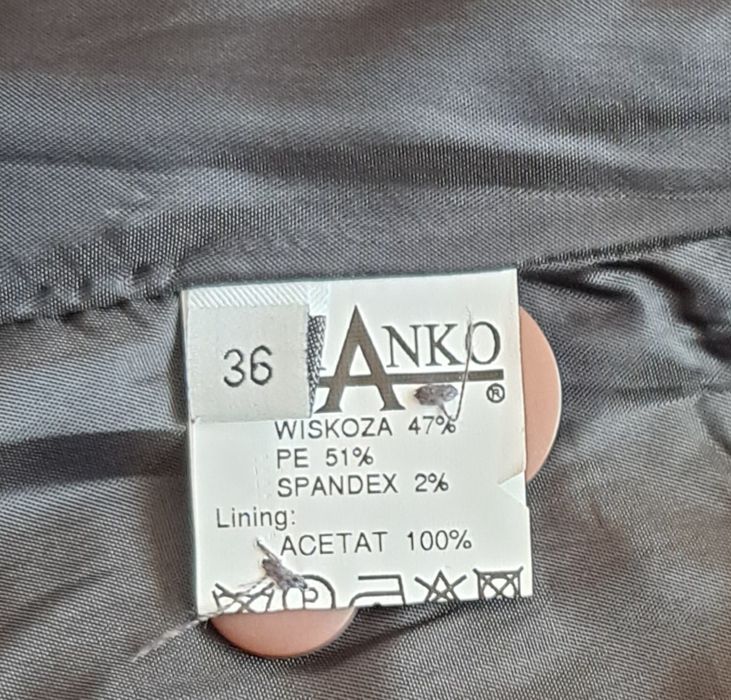 36
ANKO
®
WISKOZA 47%
PE 51%
SPANDEX 2%
Lining:
ACETAT 100%
P